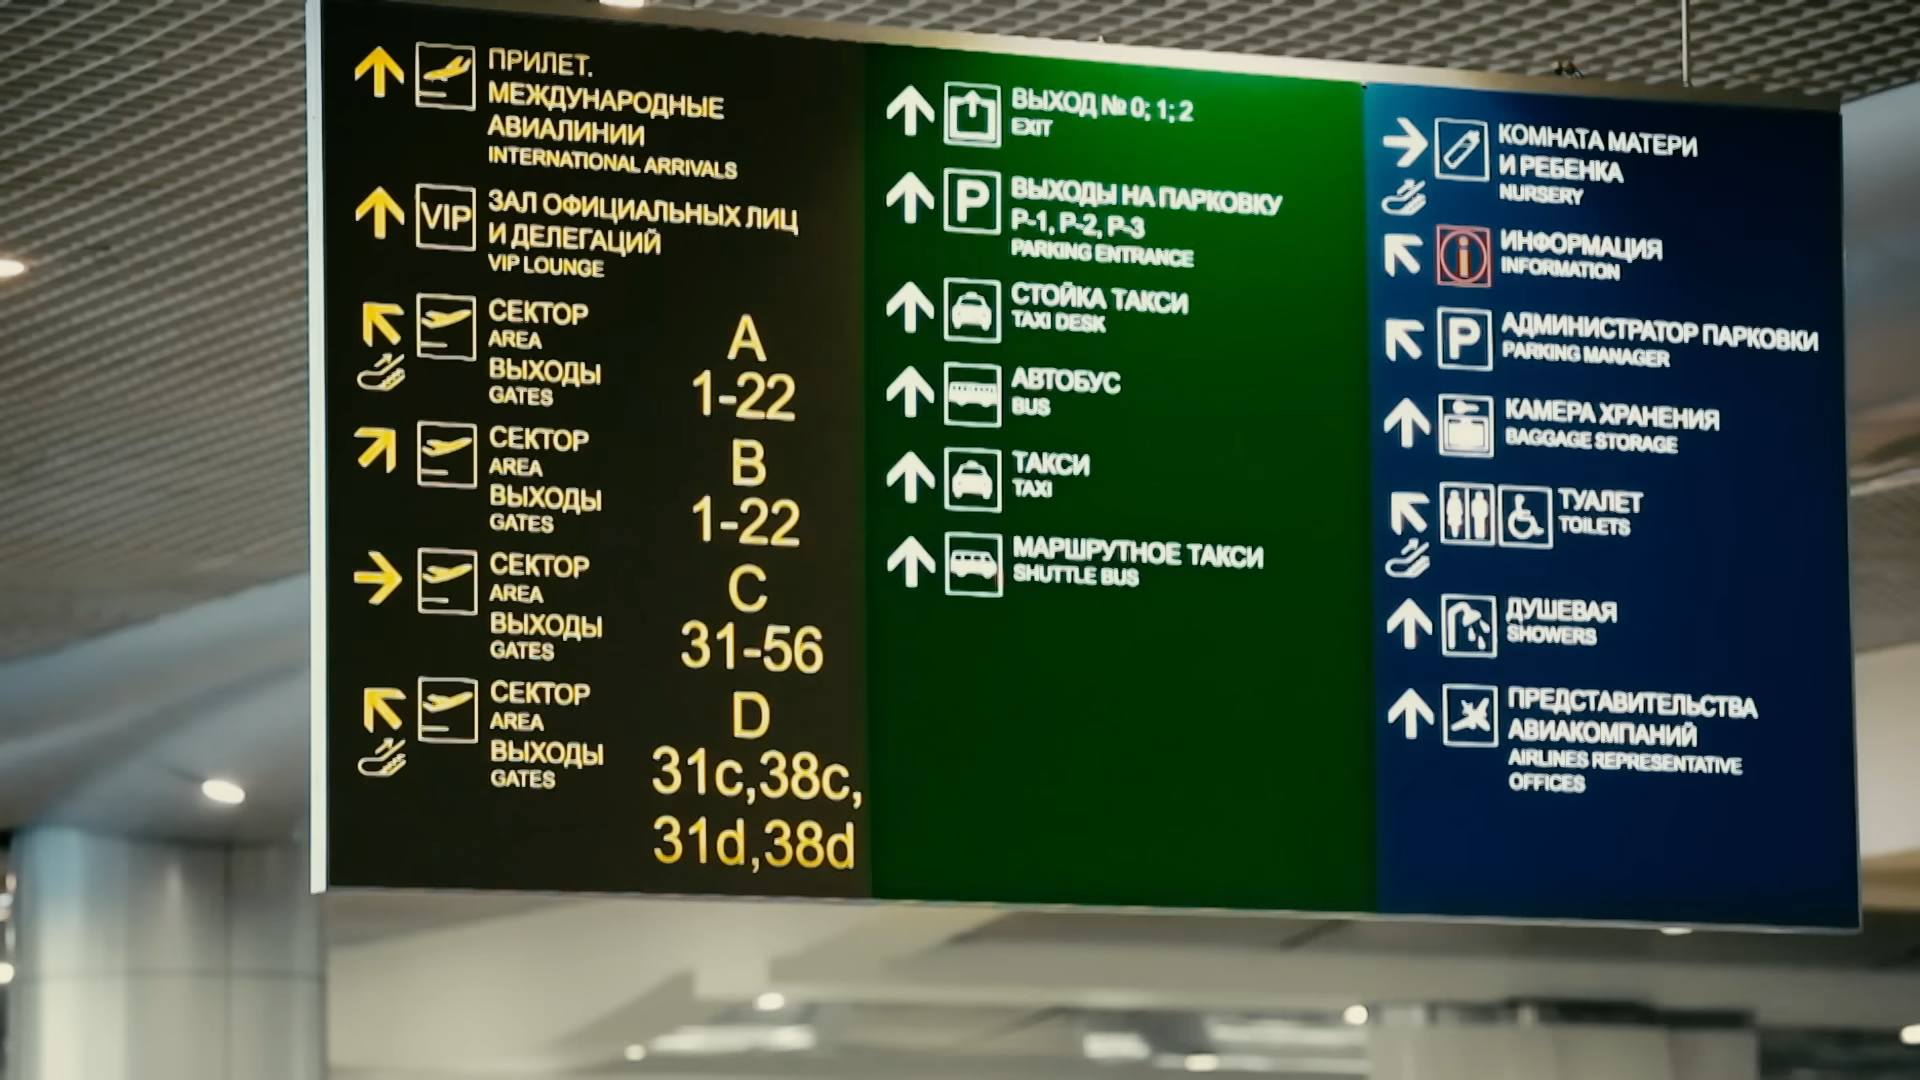 ПРИЛЕТ.
МЕЖДУНАРОДНЫЕ
АВИАЛИНИИ
INTERNATIONAL ARRIVALS
VIP
ЗАЛ ОФИЦИАЛЬНЫХ ЛИЦ
И ДЕЛЕГАЦИЙ
VIP LOUNGE
СЕКТОР
AREA
A
ВЫХОДЫ
GATES
1-22
СЕКТОР
AREA
B
ВЫХОДЫ
GATES
1-22
СЕКТОР
AREA
C
ВЫХОДЫ
GATES
31-56
СЕКТОР
AREA
D
ВЫХОДЫ
GATES
31c,38c,
31d,38d
ВЫХОД № 0; 1; 2
EXIT
P
ВЫХОДЫ НА ПАРКОВКУ
P-1, P-2, P-3
PARKING ENTRANCE
СТОЙКА ТАКСИ
TAXI DESK
АВТОБУС
BUS
ТАКСИ
TAXI
МАРШРУТНОЕ ТАКСИ
SHUTTLE BUS
КОМНАТА МАТЕРИ
И РЕБЕНКА
NURSERY
i
ИНФОРМАЦИЯ
INFORMATION
P
АДМИНИСТРАТОР ПАРКОВКИ
PARKING MANAGER
КАМЕРА ХРАНЕНИЯ
BAGGAGE STORAGE
ТУАЛЕТ
TOILETS
ДУШЕВАЯ
SHOWERS
ПРЕДСТАВИТЕЛЬСТВА
АВИАКОМПАНИЙ
AIRLINES REPRESENTATIVE
OFFICES